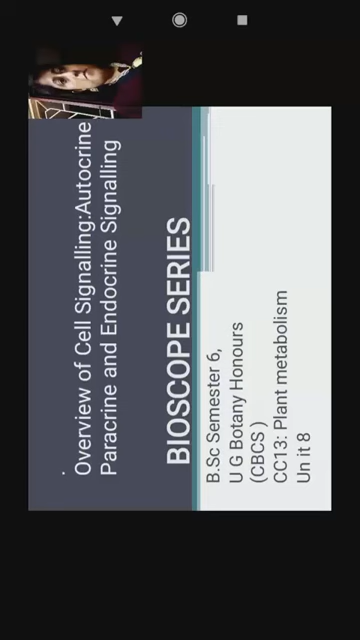 Overview of Cell Signalling:Autocrine
Paracrine and Endocrine Signalling
BIOSCOPE SERIES
B.Sc Semester 6,
U G Botany Honours
(CBCS )
CC13: Plant metabolism
Un it 8